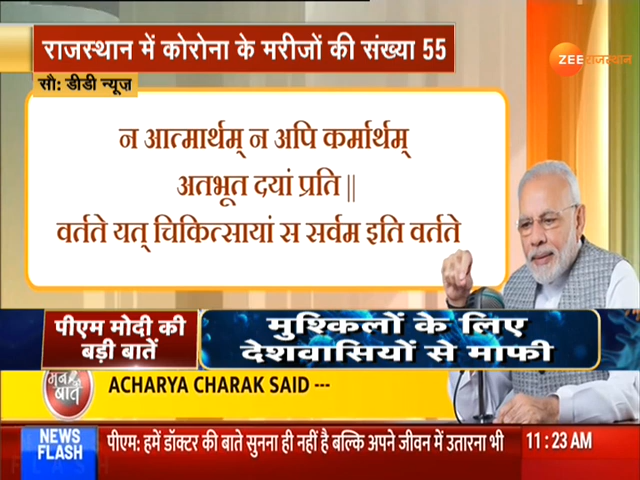 राजस्थान में कोरोना के मरीजों की संख्या 55
ZEE राजस्थान
सौ: डीडी न्यूज़
न आत्मार्थम् न अपि कर्मार्थम्
अतभूत दयां प्रति ||
वर्तते यत् चिकित्सायां स सर्वम इति वर्तते
पीएम मोदी की
बड़ी बातें
मुश्किलों के लिए
देशवासियों से माफी
मन की
बात
ACHARYA CHARAK SAID ---
NEWS
FLASH
पीएम: हमें डॉक्टर की बाते सुनना ही नहीं है बल्कि अपने जीवन में उतारना भी
11:23 AM